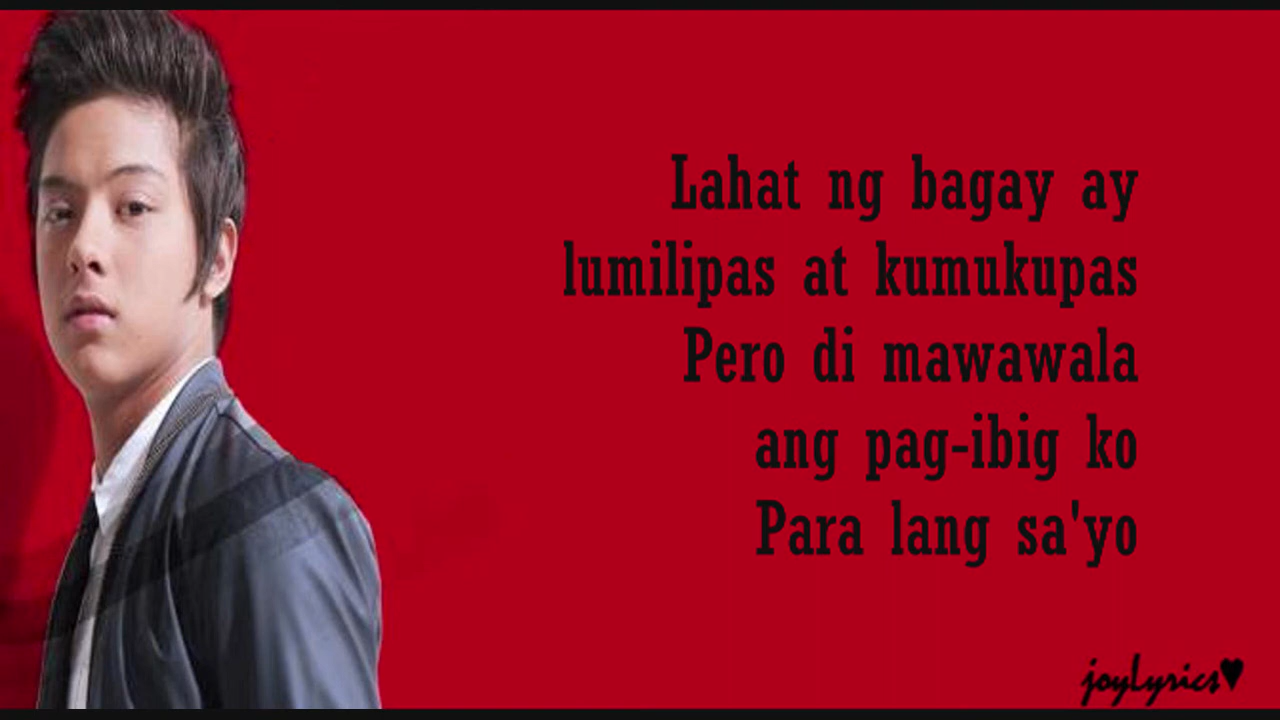 Lahat ng bagay ay
lumilipas at kumukupas
Pero di mawawala
ang pag-ibig ko
Para lang sa'yo
joyLyrics♥